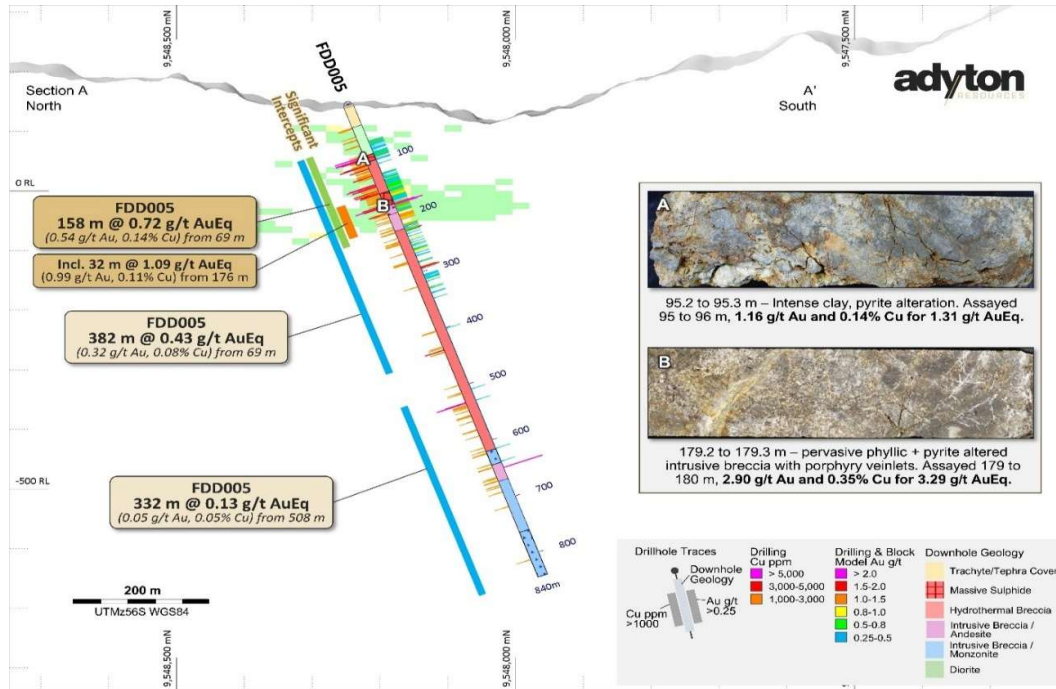 9,548,500 mN
9,548,000 mN
9,547,500 mN
Section A
North
FDD005
A'
South
adyton
RESOURCES
Significant
Intercepts
0 RL
-500 RL
A
B
100
200
300
400
500
600
700
800
840m
FDD005
158 m @ 0.72 g/t AuEq
(0.54 g/t Au, 0.14% Cu) from 69 m
Incl. 32 m @ 1.09 g/t AuEq
(0.99 g/t Au, 0.11% Cu) from 176 m
FDD005
382 m @ 0.43 g/t AuEq
(0.32 g/t Au, 0.08% Cu) from 69 m
FDD005
332 m @ 0.13 g/t AuEq
(0.05 g/t Au, 0.05% Cu) from 508 m
200 m
UTMz56S WGS84
A
95.2 to 95.3 m – Intense clay, pyrite alteration. Assayed
95 to 96 m, 1.16 g/t Au and 0.14% Cu for 1.31 g/t AuEq.
B
179.2 to 179.3 m – pervasive phyllic + pyrite altered
intrusive breccia with porphyry veinlets. Assayed 179 to
180 m, 2.90 g/t Au and 0.35% Cu for 3.29 g/t AuEq.
Drillhole Traces
Downhole
Geology
Cu ppm
>1000
Au g/t
>0.25
Drilling
Cu ppm
> 5,000
3,000-5,000
1,000-3,000
Drilling & Block
Model Au g/t
> 2.0
1.5-2.0
1.0-1.5
0.8-1.0
0.5-0.8
0.25-0.5
Downhole Geology
Trachyte/Tephra Cover
Massive Sulphide
Hydrothermal Breccia
Intrusive Breccia /
Andesite
Intrusive Breccia /
Monzonite
Diorite
9,548,500 mN
9,548,000 mN